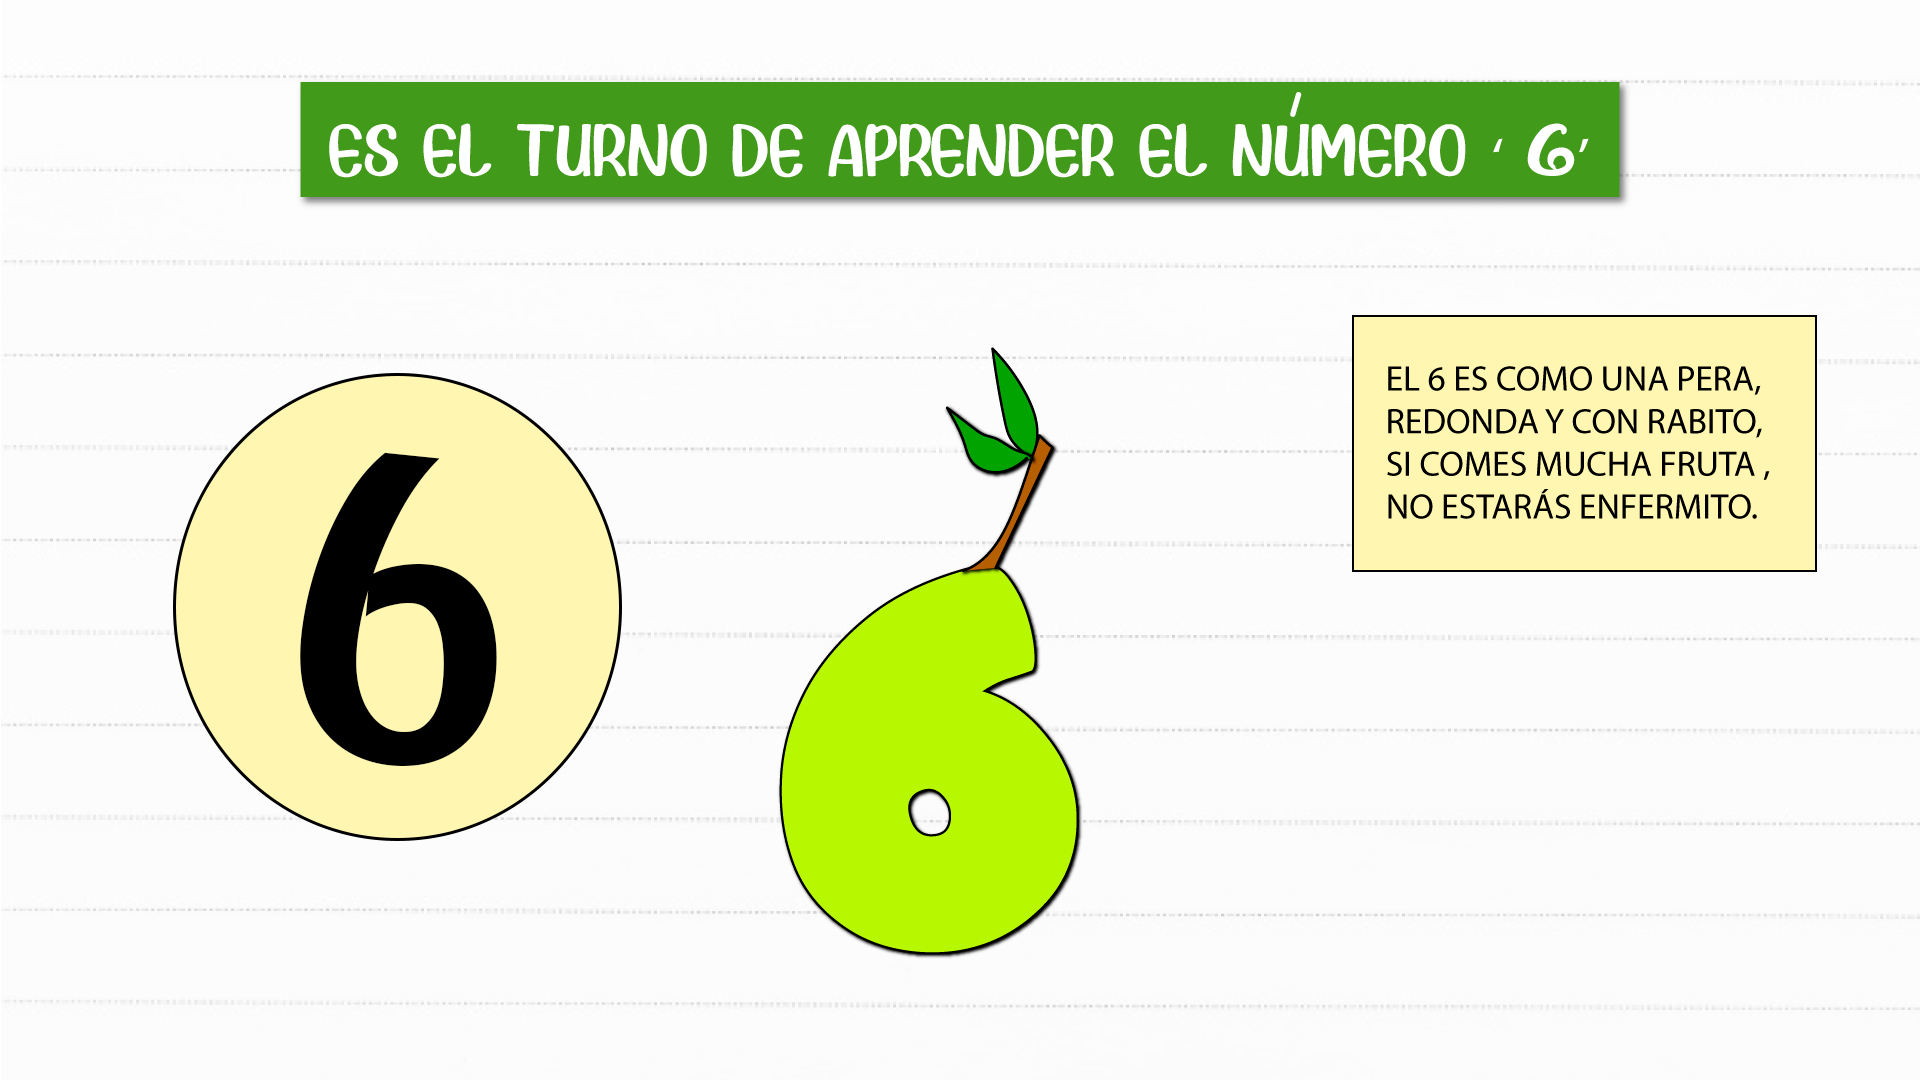 ES EL TURNO DE APRENDER EL NÚMERO ‘ 6’
6
6
EL 6 ES COMO UNA PERA,
REDONDA Y CON RABITO,
SI COMES MUCHA FRUTA ,
NO ESTARÁS ENFERMITO.